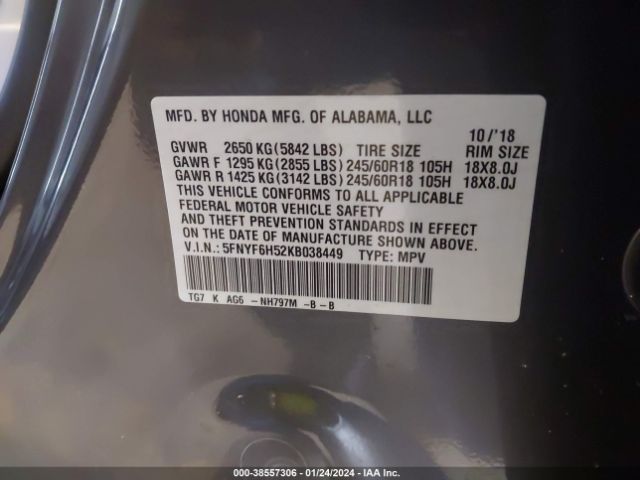 MFD. BY HONDA MFG. OF ALABAMA, LLC
10/'18
GVWR 2650 KG(5842 LBS) TIRE SIZE RIM SIZE
GAWR F 1295 KG(2855 LBS)245/60R18 105H 18X8.0J
GAWR R 1425 KG(3142 LBS)245/60R18 105H 18X8.0J
THIS VEHICLE CONFORMS TO ALL APPLICABLE
FEDERAL MOTOR VEHICLE SAFETY
AND THEFT PREVENTION STANDARDS IN EFFECT
ON THE DATE OF MANUFACTURE SHOWN ABOVE.
V.I.N.: 5FNYF6H52KB038449 TYPE: MPV
TG7 K AG6 -NH797M -B-B
000-38557306 - 01/24/2024 - IAA Inc.